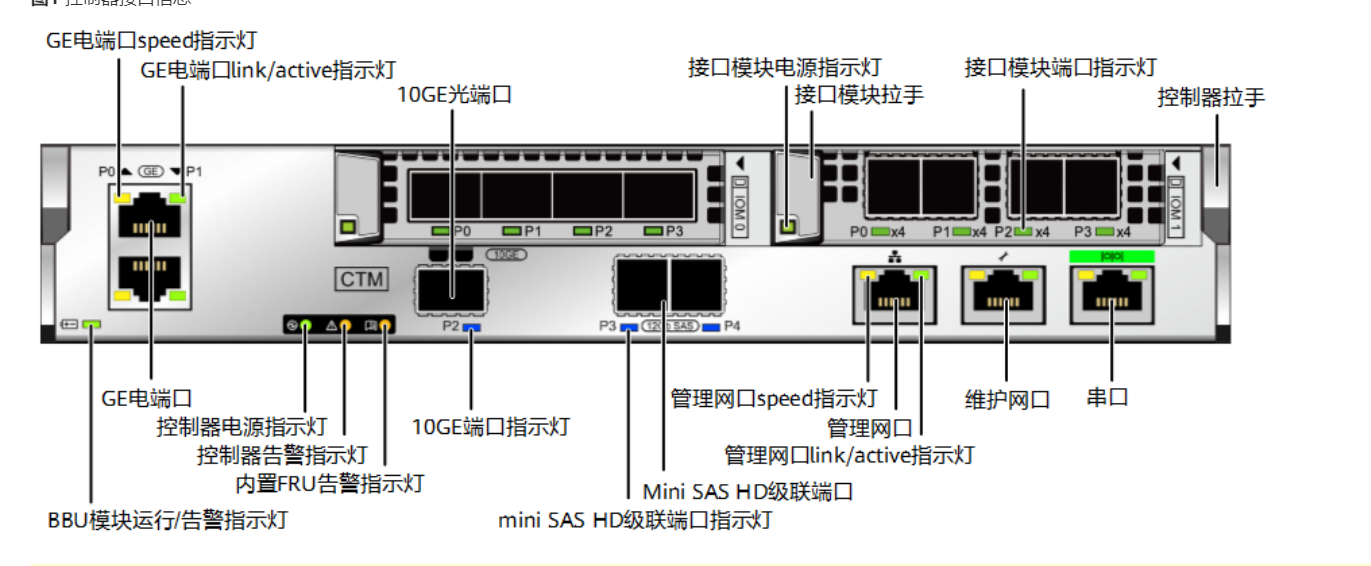 图1 控制器接口信息
GE电端口speed指示灯
GE电端口link/active指示灯
10GE光端口
接口模块电源指示灯
接口模块拉手
接口模块端口指示灯
控制器拉手
P0 GE P1
P0 P1 P2 P3
IOM 0
P0 x4 P1 x4 P2 x4 P3 x4
IOM 1
10GE
CTM
|O|O|
P2
P3 12Gb SAS P4
GE电端口
控制器电源指示灯
控制器告警指示灯
内置FRU告警指示灯
BBU模块运行/告警指示灯
10GE端口指示灯
Mini SAS HD级联端口
mini SAS HD级联端口指示灯
管理网口speed指示灯
管理网口
管理网口link/active指示灯
维护网口
串口